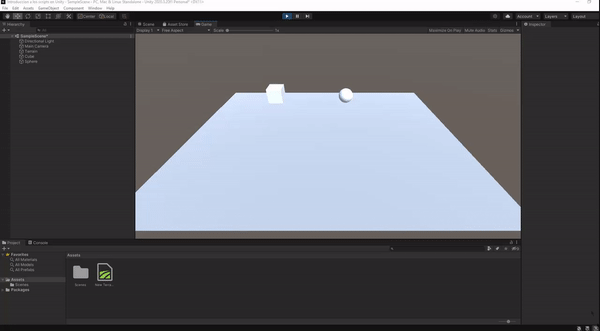 File Edit Assets GameObject Component Window Help
Center Local
Account Layers Layout
Hierarchy Scene Asset Store Game Inspector
Display 1 Free Aspect Scale Maximize On Play Mute Audio Stats Gizmos
All
SampleScene*
Directional Light
Main Camera
Terrain
Cube
Sphere
Project Console
Favorites Assets
All Materials
All Models
All Prefabs
Assets
Scenes
Packages
Scenes New Terra...